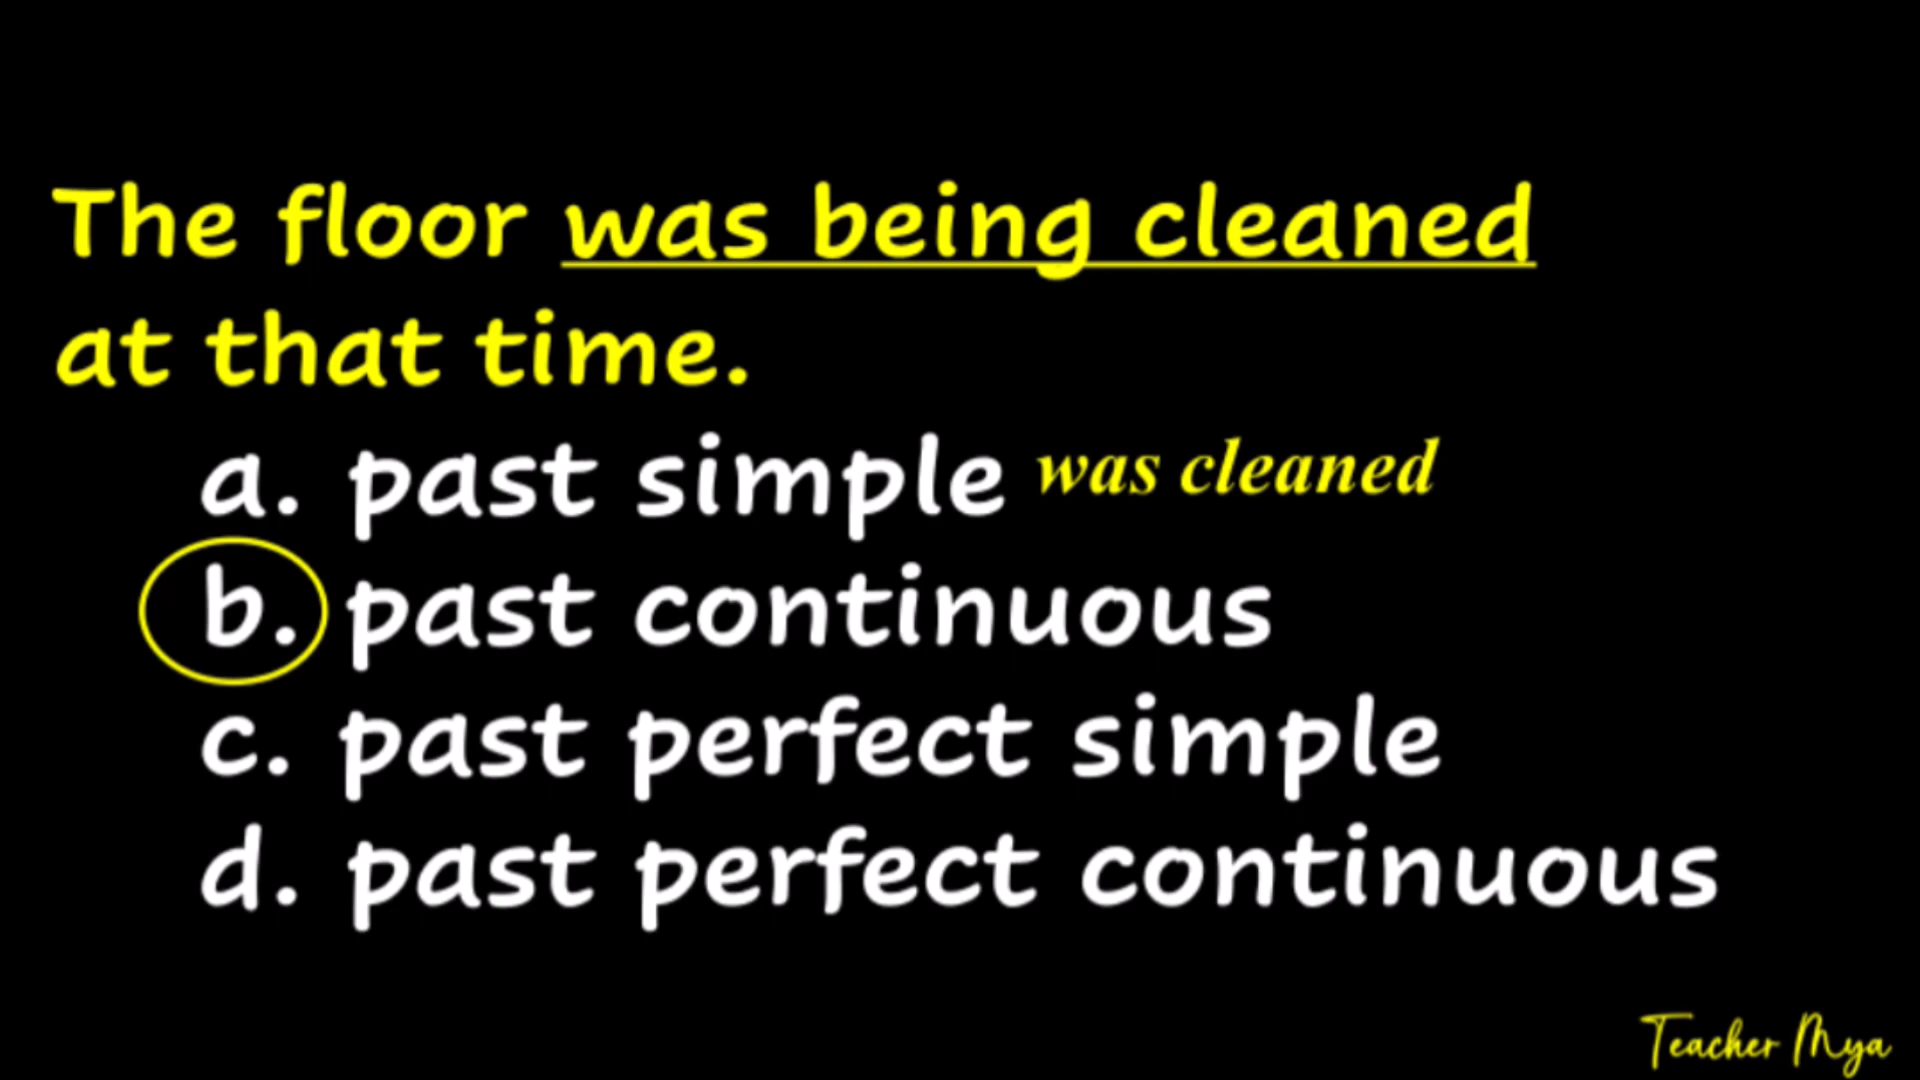 The floor was being cleaned
at that time.
a. past simple was cleaned
b. past continuous
c. past perfect simple
d. past perfect continuous
Teacher Mya